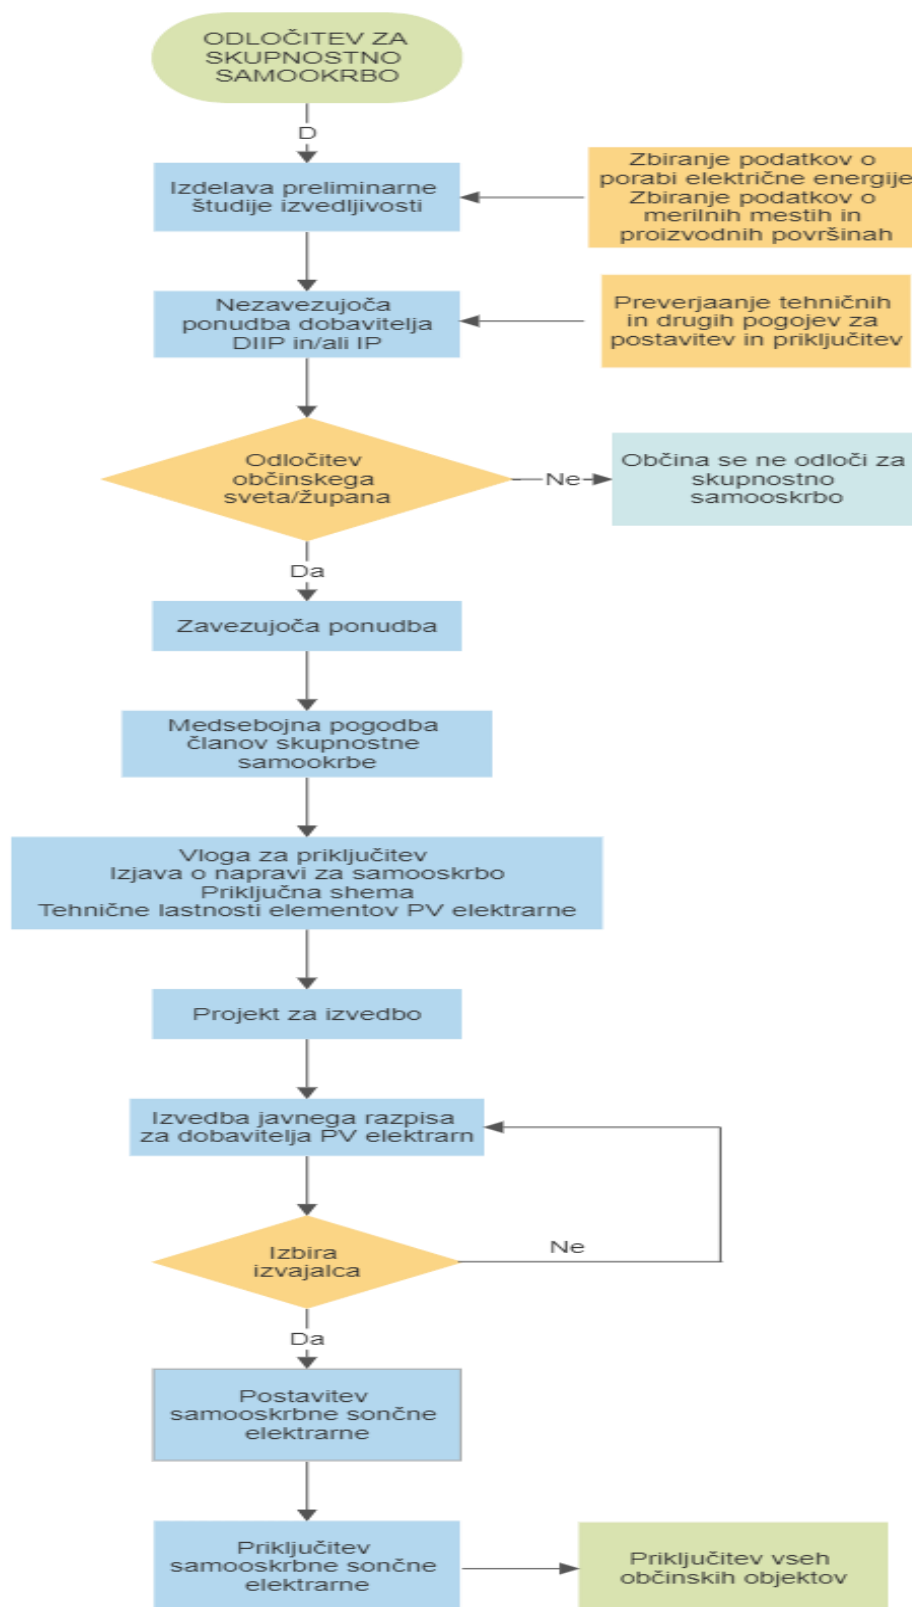 ODLOČITEV ZA
SKUPNOSTNO
SAMOOKRBO
D
Izdelava preliminarne
študije izvedljivosti
Zbiranje podatkov o
porabi električne energije
Zbiranje podatkov o
merilnih mestih in
proizvodnih površinah
Nezavezujoča
ponudba dobavitelja
DIIP in/ali IP
Preverjaanje tehničnih
in drugih pogojev za
postavitev in priključitev
Odločitev
občinskega
sveta/župana
Ne
Občina se ne odloči za
skupnostno
samooskrbo
Da
Zavezujoča ponudba
Medsebojna pogodba
članov skupnostne
samookrbe
Vloga za priključitev
Izjava o napravi za samooskrbo
Priključna shema
Tehnične lastnosti elementov PV elektrarne
Projekt za izvedbo
Izvedba javnega razpisa
za dobavitelja PV elektrarn
Izbira
izvajalca
Ne
Da
Postavitev
samooskrbne sončne
elektrarne
Priključitev
samooskrbne sončne
elektrarne
Priključitev vseh
občinskih objektov